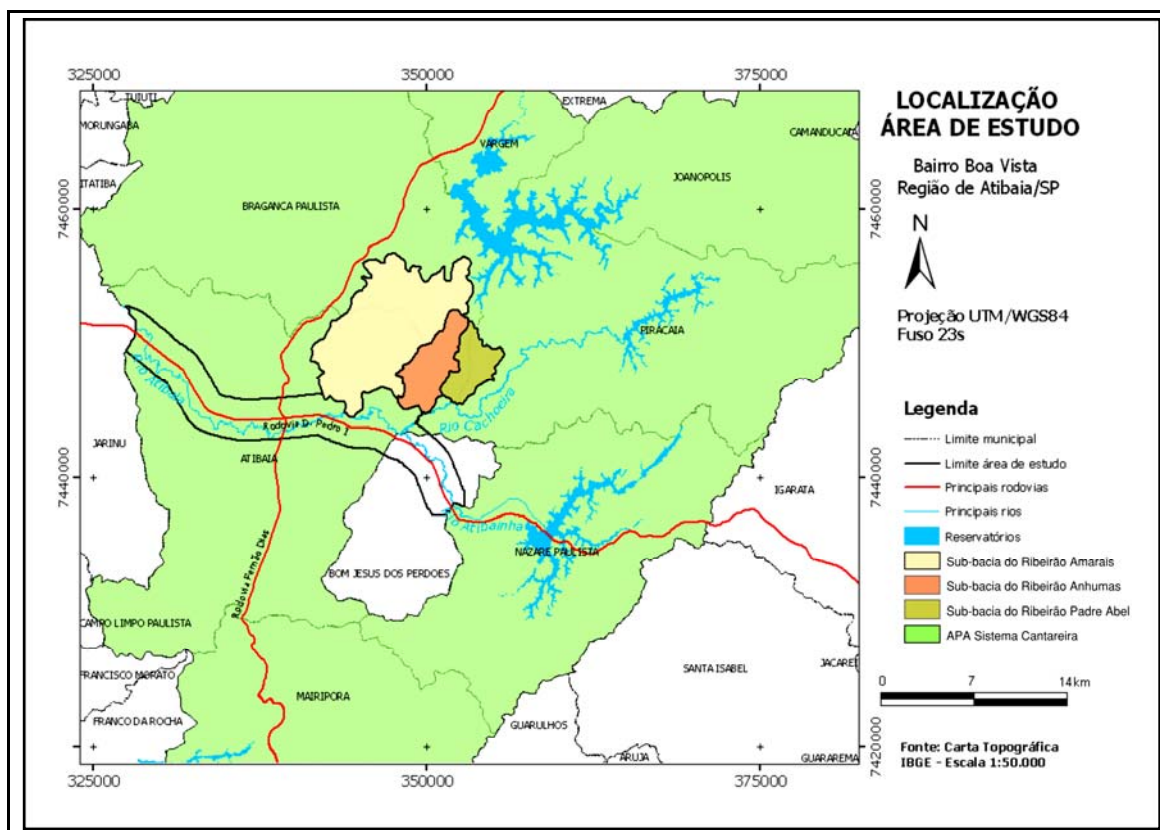 325000
350000
375000
TUIUTI
MORUNGABA
EXTREMA
CAMANDUCAIA
ITATIBA
VARGEM
JOANOPOLIS
BRAGANCA PAULISTA
7460000
7460000
PIRACAIA
Rio Atibaia
Rio Cachoeira
Rodovia D. Pedro I
JARINU
ATIBAIA
7440000
7440000
IGARATA
Rio Atibainha
NAZARE PAULISTA
BOM JESUS DOS PERDOES
Rodovia Fernão Dias
CAMPO LIMPO PAULISTA
FRANCISCO MORATO
SANTA ISABEL
JACAREI
MAIRIPORA
FRANCO DA ROCHA
GUARULHOS
ARUJA
GUARAREMA
7420000
7420000
325000
350000
375000
LOCALIZAÇÃO
ÁREA DE ESTUDO
Bairro Boa Vista
Região de Atibaia/SP
N
Projeção UTM/WGS84
Fuso 23s
Legenda
Limite municipal
Limite área de estudo
Principais rodovias
Principais rios
Reservatórios
Sub-bacia do Ribeirão Amarais
Sub-bacia do Ribeirão Anhumas
Sub-bacia do Ribeirão Padre Abel
APA Sistema Cantareira
0 7 14 km
Fonte: Carta Topográfica
IBGE - Escala 1:50.000